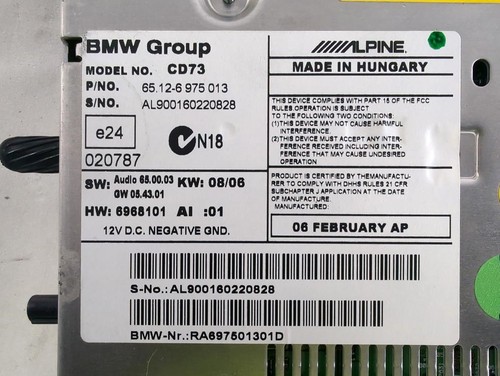 BMW Group
MODEL NO. CD73
P/NO. 65.12-6 975 013
S/NO. AL900160220828
e24
N18
020787
SW: Audio 65.00.03 KW: 08/06
GW 05.43.01
HW: 6968101 AI :01
12V D.C. NEGATIVE GND.
ALPINE
MADE IN HUNGARY
THIS DEVICE COMPLIES WITH PART 15 OF THE FCC
RULES.OPERATION IS SUBJECT TO THE
FOLLOWING TWO CONDITIONS:
(1)THIS DEVICE MAY NOT CAUSE HARMFUL
INTERFERENCE.
(2)THIS DEVICE MUST ACCEPT ANY INTER-
FERENCE RECEIVED INCLUDING INTER-
FERENCE THAT MAY CAUSE UNDESIRED
OPERATION.
PRODUCT IS CERTIFIED BY THEMANUFACTU-
RER TO COMPLY WITH DHHS RULES 21 CFR
SUBCHAPTER J APPLICATION AT THE DATE OF
MANUFACTURED:
06 FEBRUARY AP
S-No.: AL900160220828
BMW-Nr.: RA697501301D